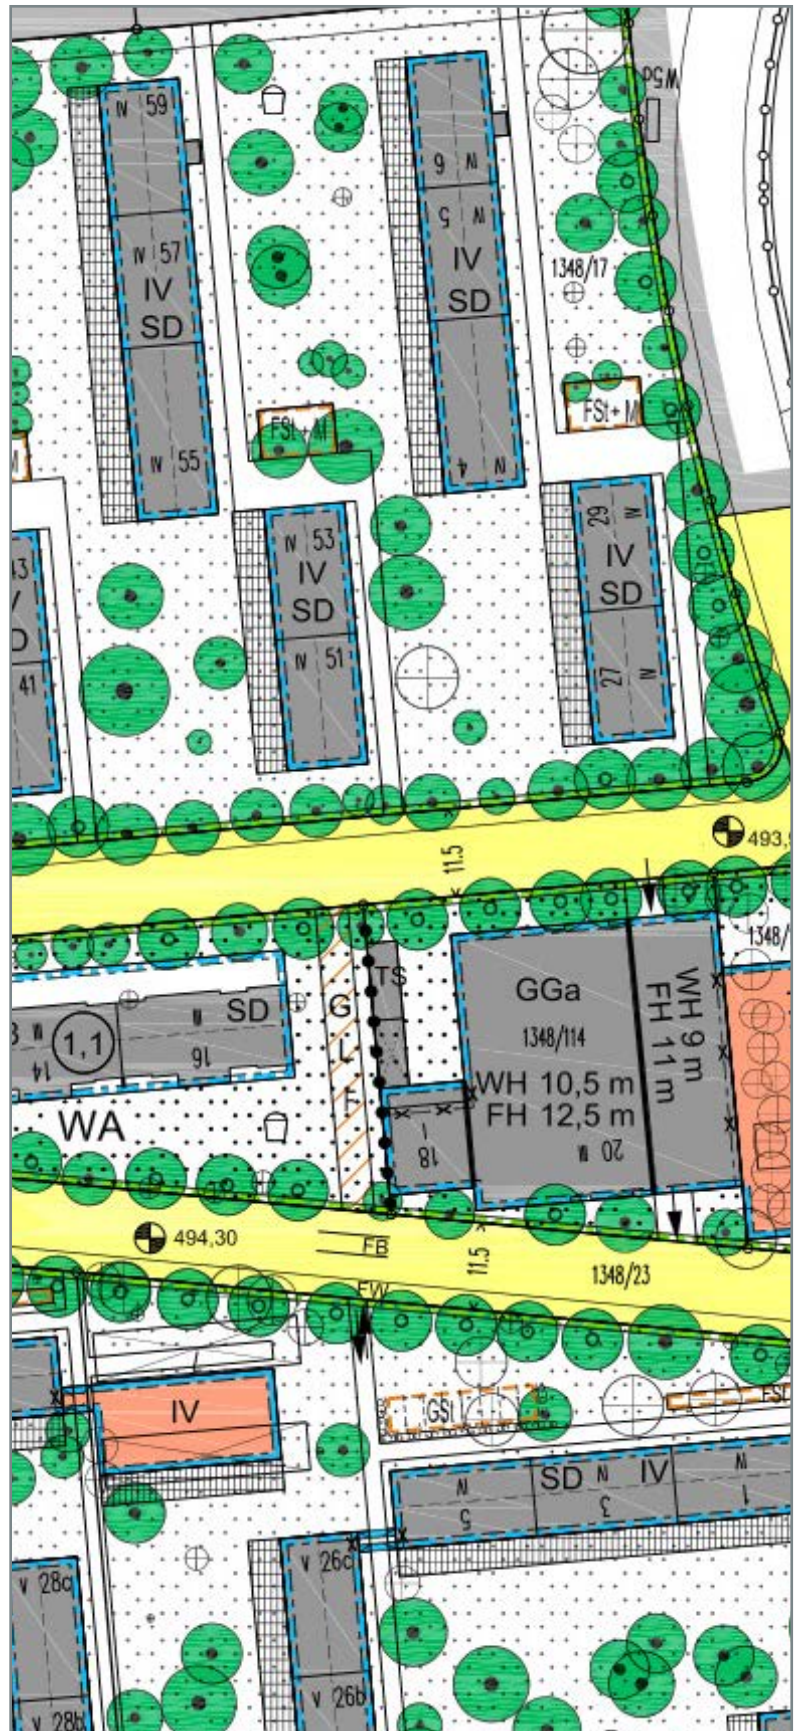 IV 59
W5d
IV 6
IV 5
IV 57
IV
SD
IV
SD
1348/17
FSt+M
FSt+M
IV 55
IV 4
IV 53
IV
SD
29 IV
IV
SD
43
41
IV 51
27 IV
11.5
493,9
1348/
TS
GGa
WH 9 m
FH 11 m
SD
G
L
T
1348/114
1,1
14
IV
16
WH 10,5 m
FH 12,5 m
WA
I
18
20
494,30
FB
11.5
1348/23
FW
IV
GSt
FSt
SD IV IV
IV
5
3
1
V 28c
V 26c
V 26b
V 28b